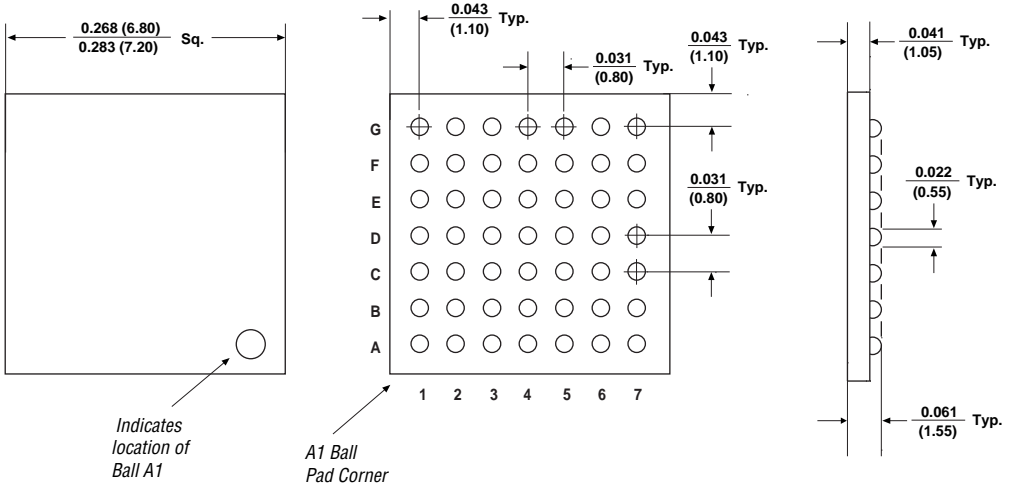 0.268 (6.80)
0.283 (7.20)
Sq.
Indicates
location of
Ball A1
0.043
(1.10)
Typ.
0.031
(0.80)
Typ.
0.043
(1.10)
Typ.
0.031
(0.80)
Typ.
G
F
E
D
C
B
A
1 2 3 4 5 6 7
A1 Ball
Pad Corner
0.041
(1.05)
Typ.
0.022
(0.55)
Typ.
0.061
(1.55)
Typ.